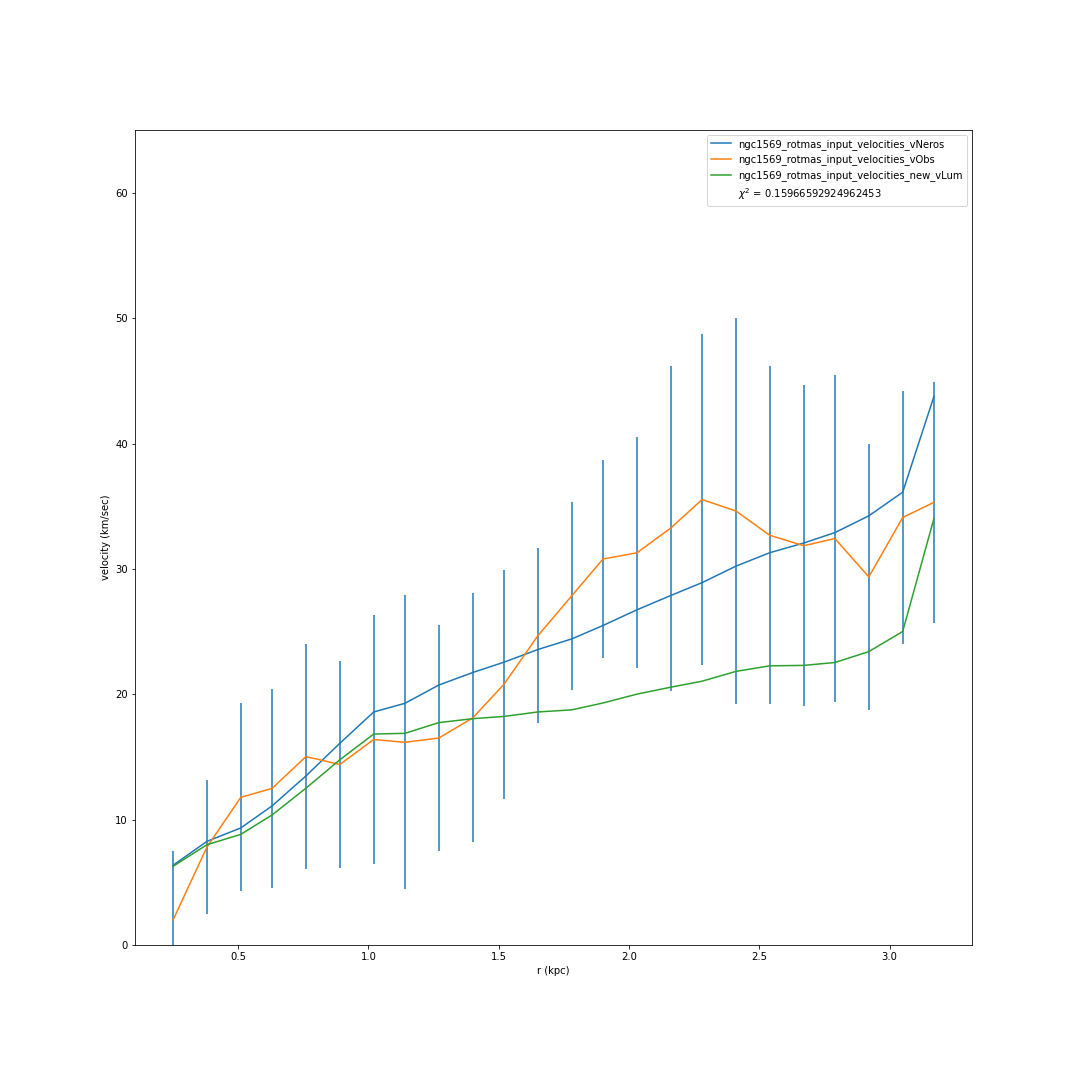 ngc1569_rotmas_input_velocities_vNeros
ngc1569_rotmas_input_velocities_vObs
ngc1569_rotmas_input_velocities_new_vLum
χ² = 0.15966592924962453
60
50
40
30
20
10
0
velocity (km/sec)
0.5 1.0 1.5 2.0 2.5 3.0
r (kpc)